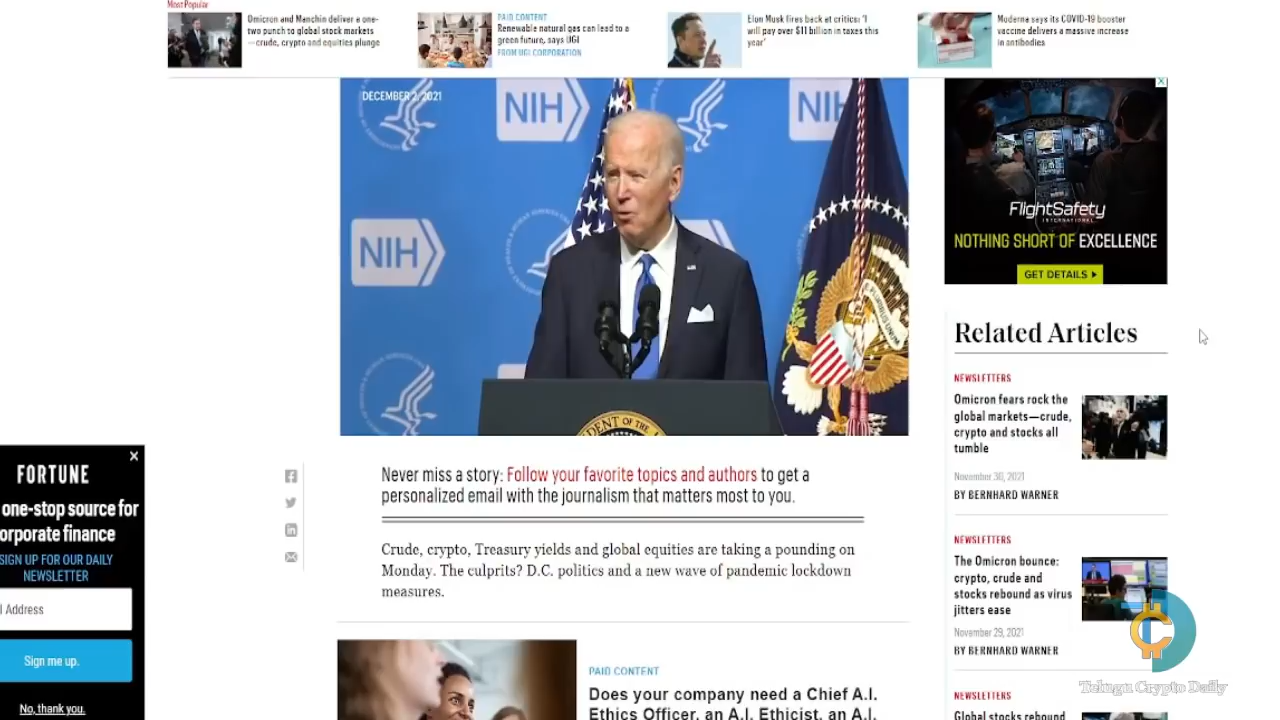 Most Popular
Omicron and Manchin deliver a one-
two punch to global stock markets
—crude, crypto and equities plunge
PAID CONTENT
Renewable natural gas can lead to a
green future, says UGI
FROM UGI CORPORATION
Elon Musk fires back at critics: 'I
will pay over $11 billion in taxes this
year'
Moderna says its COVID-19 booster
vaccine delivers a massive increase
in antibodies
DECEMBER 2, 2021
NIH
NIH
NIH
PLURIBUS UNUM
DENT OF THE
FlightSafety
INTERNATIONAL
NOTHING SHORT OF EXCELLENCE
GET DETAILS
Related Articles
NEWSLETTERS
Omicron fears rock the
global markets—crude,
crypto and stocks all
tumble
November 30, 2021
BY BERNHARD WARNER
NEWSLETTERS
The Omicron bounce:
crypto, crude and
stocks rebound as virus
jitters ease
November 29, 2021
BY BERNHARD WARNER
NEWSLETTERS
Global stocks rebound
Never miss a story: Follow your favorite topics and authors to get a
personalized email with the journalism that matters most to you.
Crude, crypto, Treasury yields and global equities are taking a pounding on
Monday. The culprits? D.C. politics and a new wave of pandemic lockdown
measures.
PAID CONTENT
Does your company need a Chief A.I.
Ethics Officer, an A.I. Ethicist, an A.I.
FORTUNE
one-stop source for
orporate finance
SIGN UP FOR OUR DAILY
NEWSLETTER
l Address
Sign me up.
No, thank you.
Telugu Crypto Daily